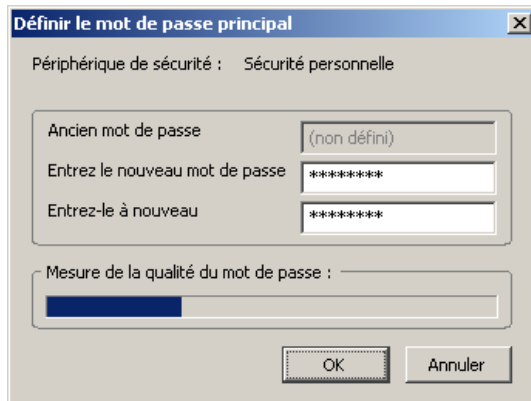 Définir le mot de passe principal
Périphérique de sécurité : Sécurité personnelle
Ancien mot de passe (non défini)
Entrez le nouveau mot de passe ********
Entrez-le à nouveau ********
Mesure de la qualité du mot de passe :
OK Annuler